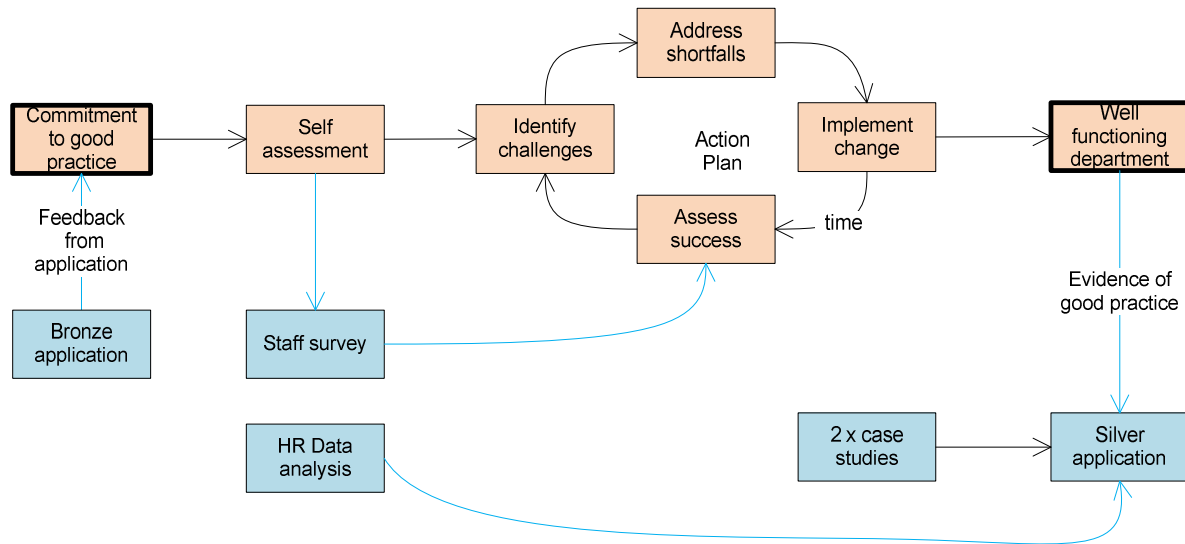 Address
shortfalls
Commitment
to good
practice
Self
assessment
Identify
challenges
Action
Plan
Implement
change
Well
functioning
department
Assess
success
time
Feedback
from
application
Evidence of
good practice
Bronze
application
Staff survey
HR Data
analysis
2 x case
studies
Silver
application